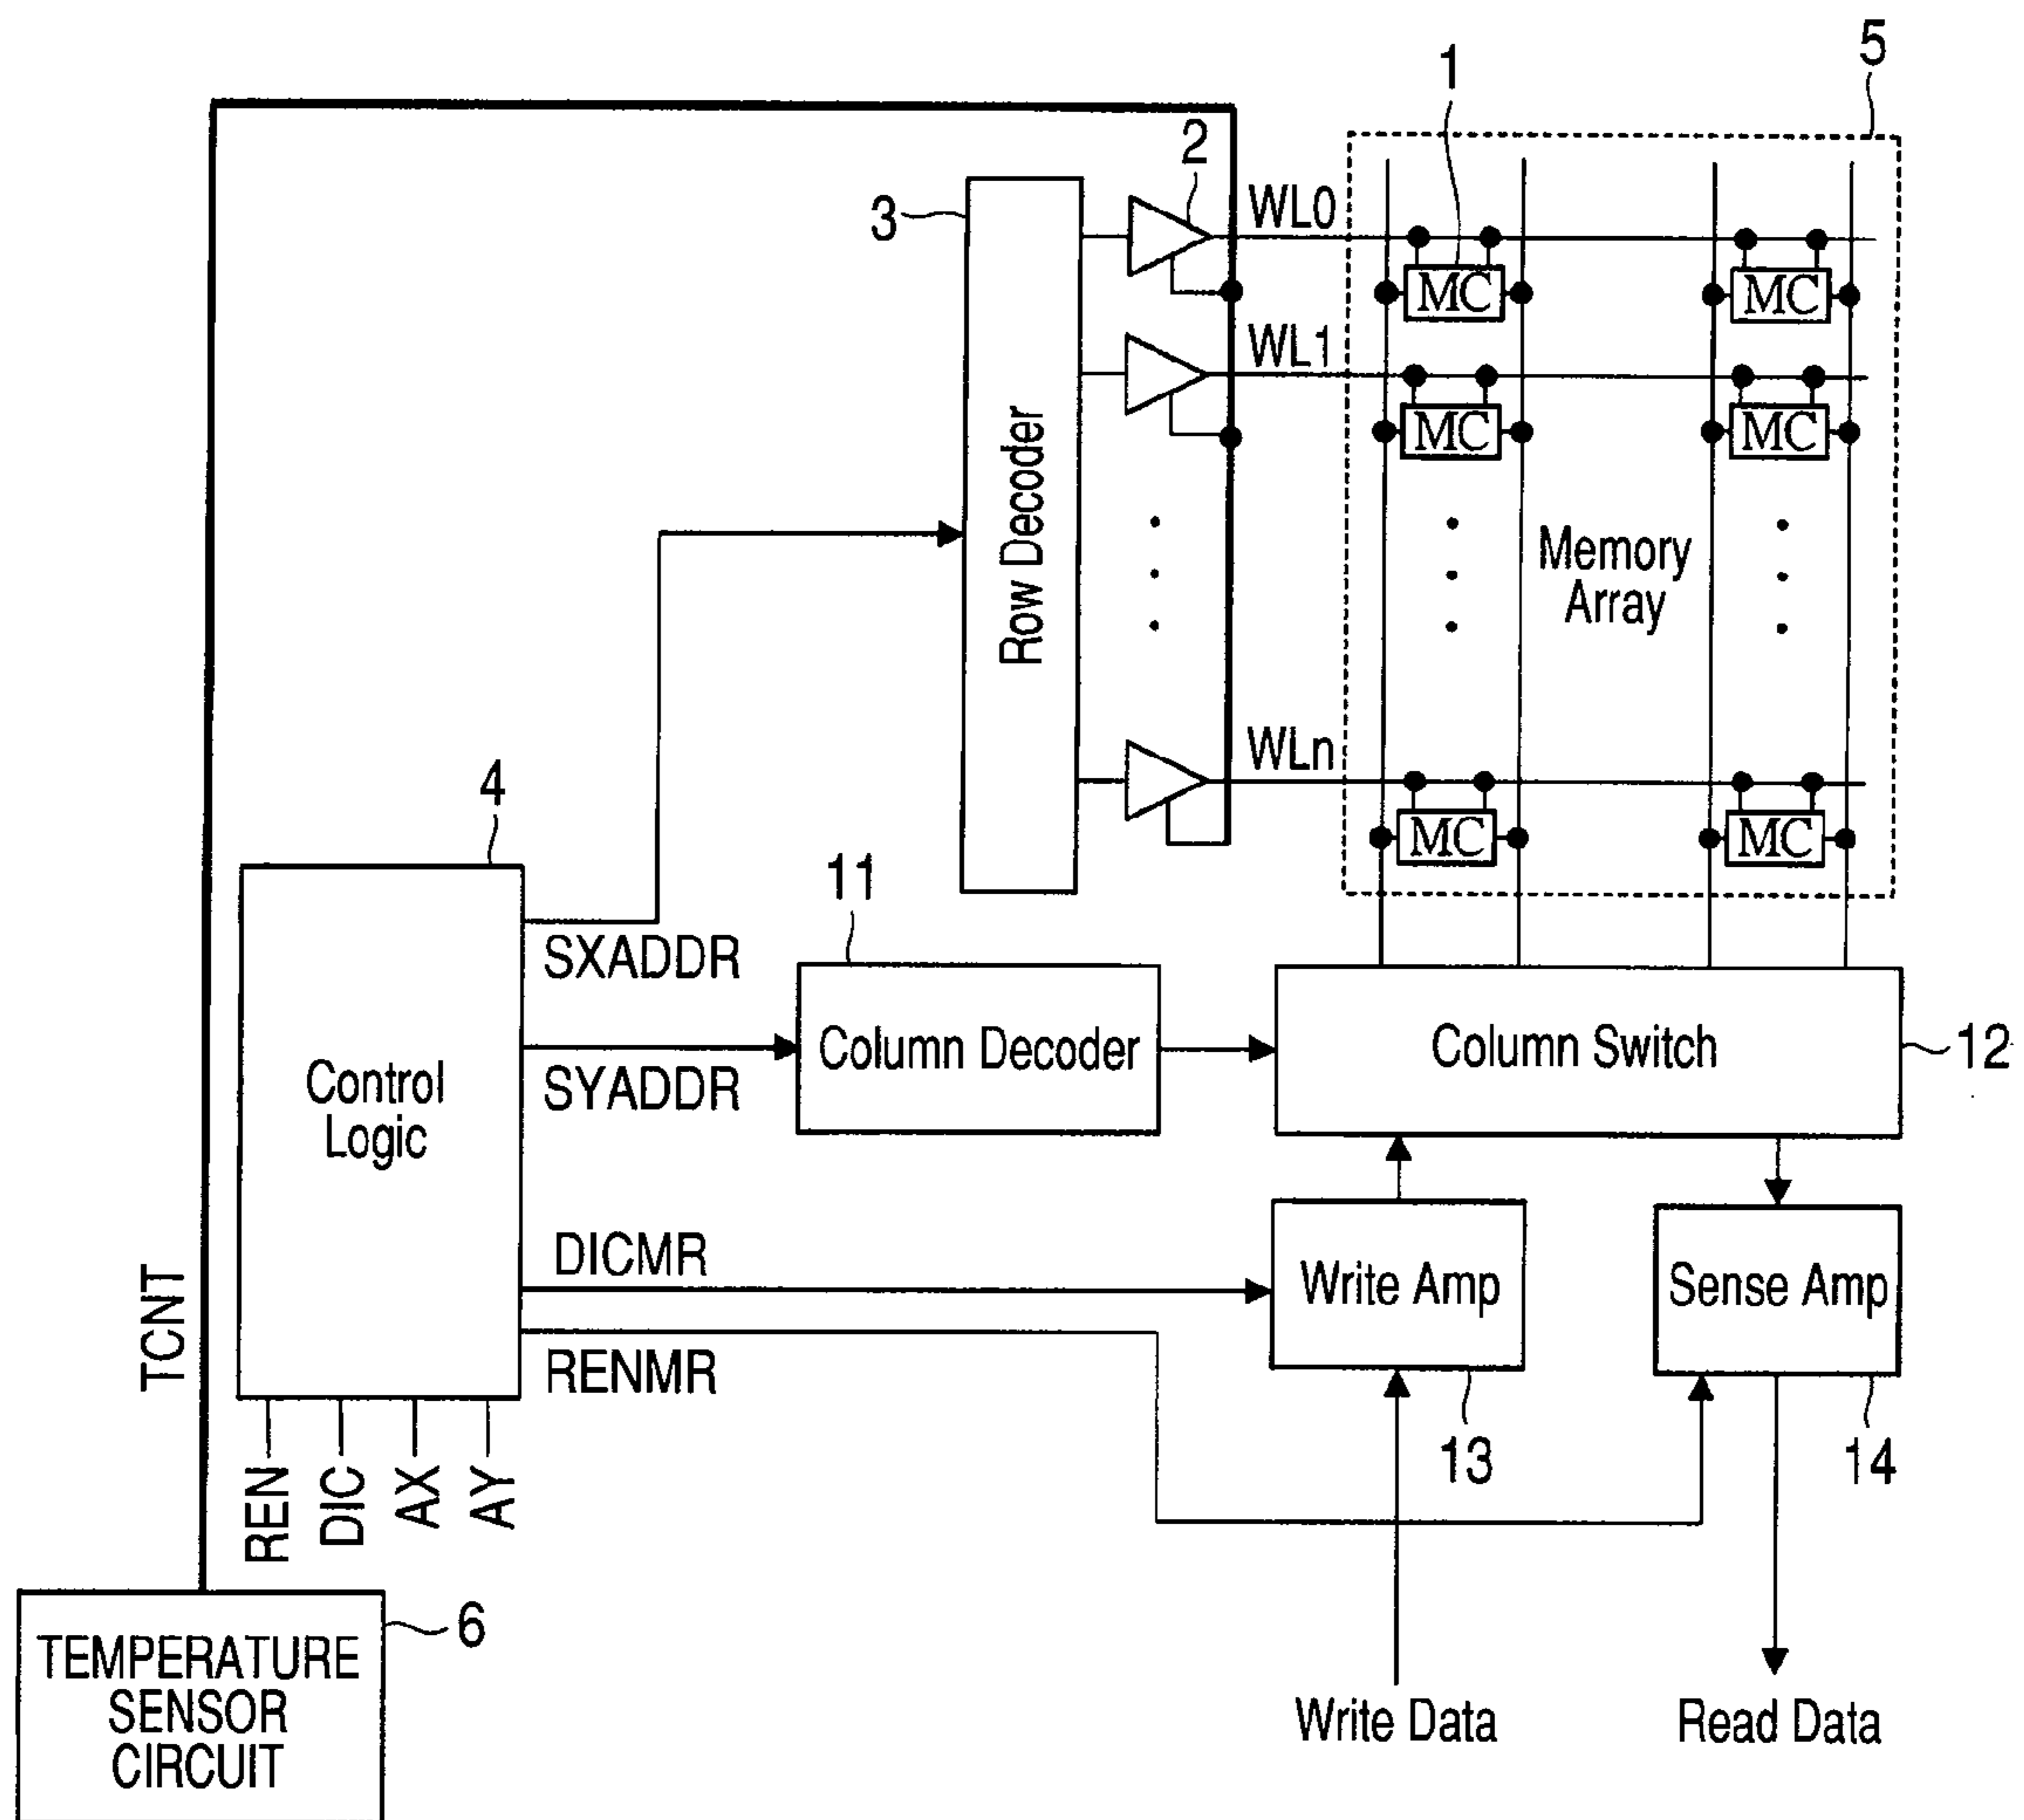 5
1
2
WL0
3
MC
MC
WL1
MC
MC
Row Decoder
Memory
Array
WLn
MC
MC
4
11
SXADDR
Control
Logic
SYADDR
Column Decoder
Column Switch
12
DICMR
Write Amp
Sense Amp
TCNT
RENMR
13
14
REN
DIC
AX
AY
6
TEMPERATURE
SENSOR
CIRCUIT
Write Data
Read Data